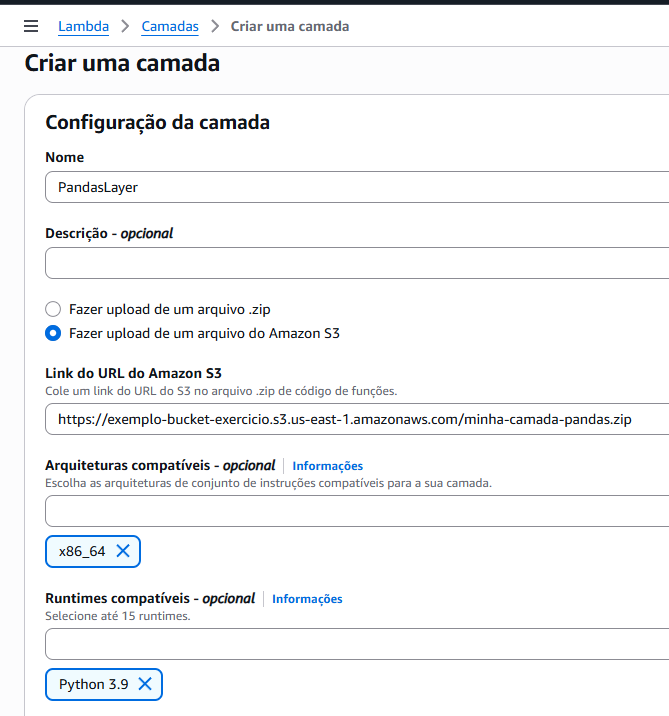 Lambda > Camadas > Criar uma camada
Criar uma camada
Configuração da camada
Nome
PandasLayer
Descrição - opcional
Fazer upload de um arquivo .zip
Fazer upload de um arquivo do Amazon S3
Link do URL do Amazon S3
Cole um link do URL do S3 no arquivo .zip de código de funções.
https://exemplo-bucket-exercicio.s3.us-east-1.amazonaws.com/minha-camada-pandas.zip
Arquiteturas compatíveis - opcional | Informações
Escolha as arquiteturas de conjunto de instruções compatíveis para a sua camada.
x86_64
Runtimes compatíveis - opcional | Informações
Selecione até 15 runtimes.
Python 3.9